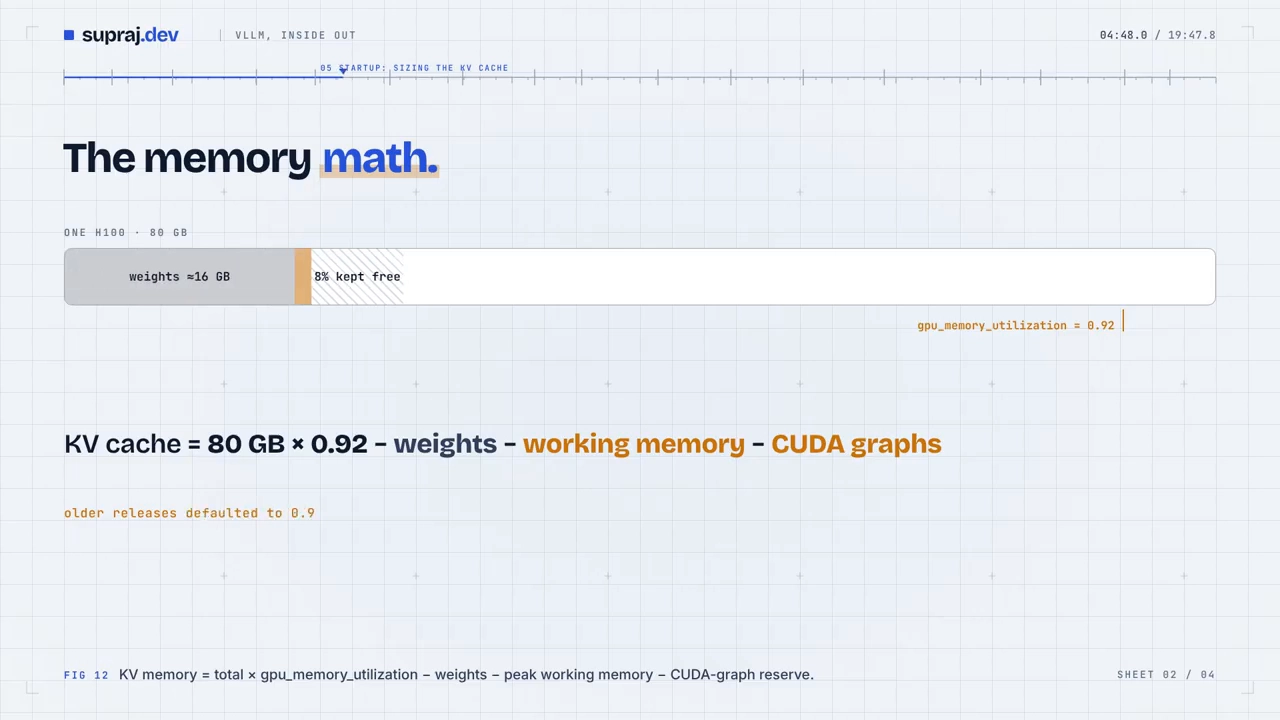 supraj.dev
VLLM, INSIDE OUT
04:48.0 / 19:47.8
05 STARTUP: SIZING THE KV CACHE
The memory math.
ONE H100 · 80 GB
weights ≈16 GB
8% kept free
gpu_memory_utilization = 0.92
KV cache = 80 GB × 0.92 − weights − working memory − CUDA graphs
older releases defaulted to 0.9
FIG 12 KV memory = total × gpu_memory_utilization − weights − peak working memory − CUDA-graph reserve.
SHEET 02 / 04